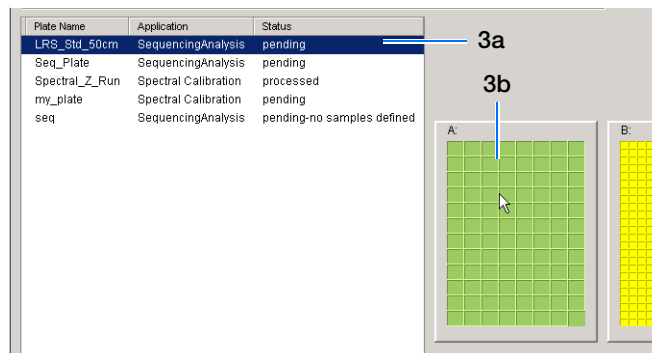 Plate Name Application Status
LRS_Std_50cm SequencingAnalysis pending
Seq_Plate SequencingAnalysis pending
Spectral_Z_Run Spectral Calibration processed
my_plate Spectral Calibration pending
seq SequencingAnalysis pending-no samples defined
3a
3b
A: B: